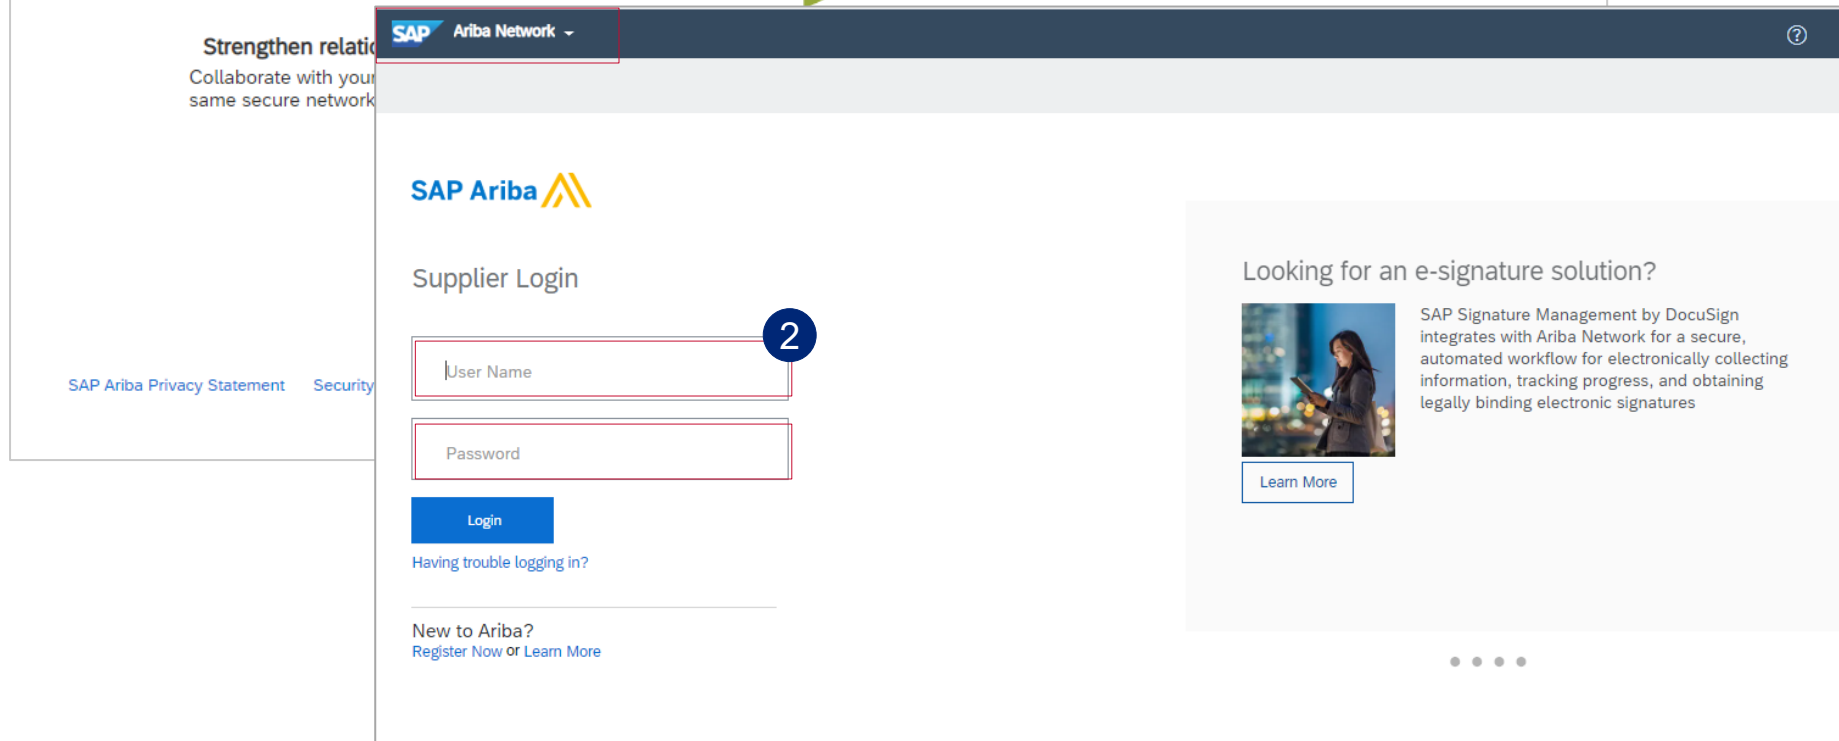 Strengthen relatio
Collaborate with your
same secure network
SAP Ariba Privacy Statement Security
SAP Ariba Network
SAP Ariba
Supplier Login
2
User Name
Password
Login
Having trouble logging in?
New to Ariba?
Register Now or Learn More
Looking for an e-signature solution?
SAP Signature Management by DocuSign
integrates with Ariba Network for a secure,
automated workflow for electronically collecting
information, tracking progress, and obtaining
legally binding electronic signatures
Learn More